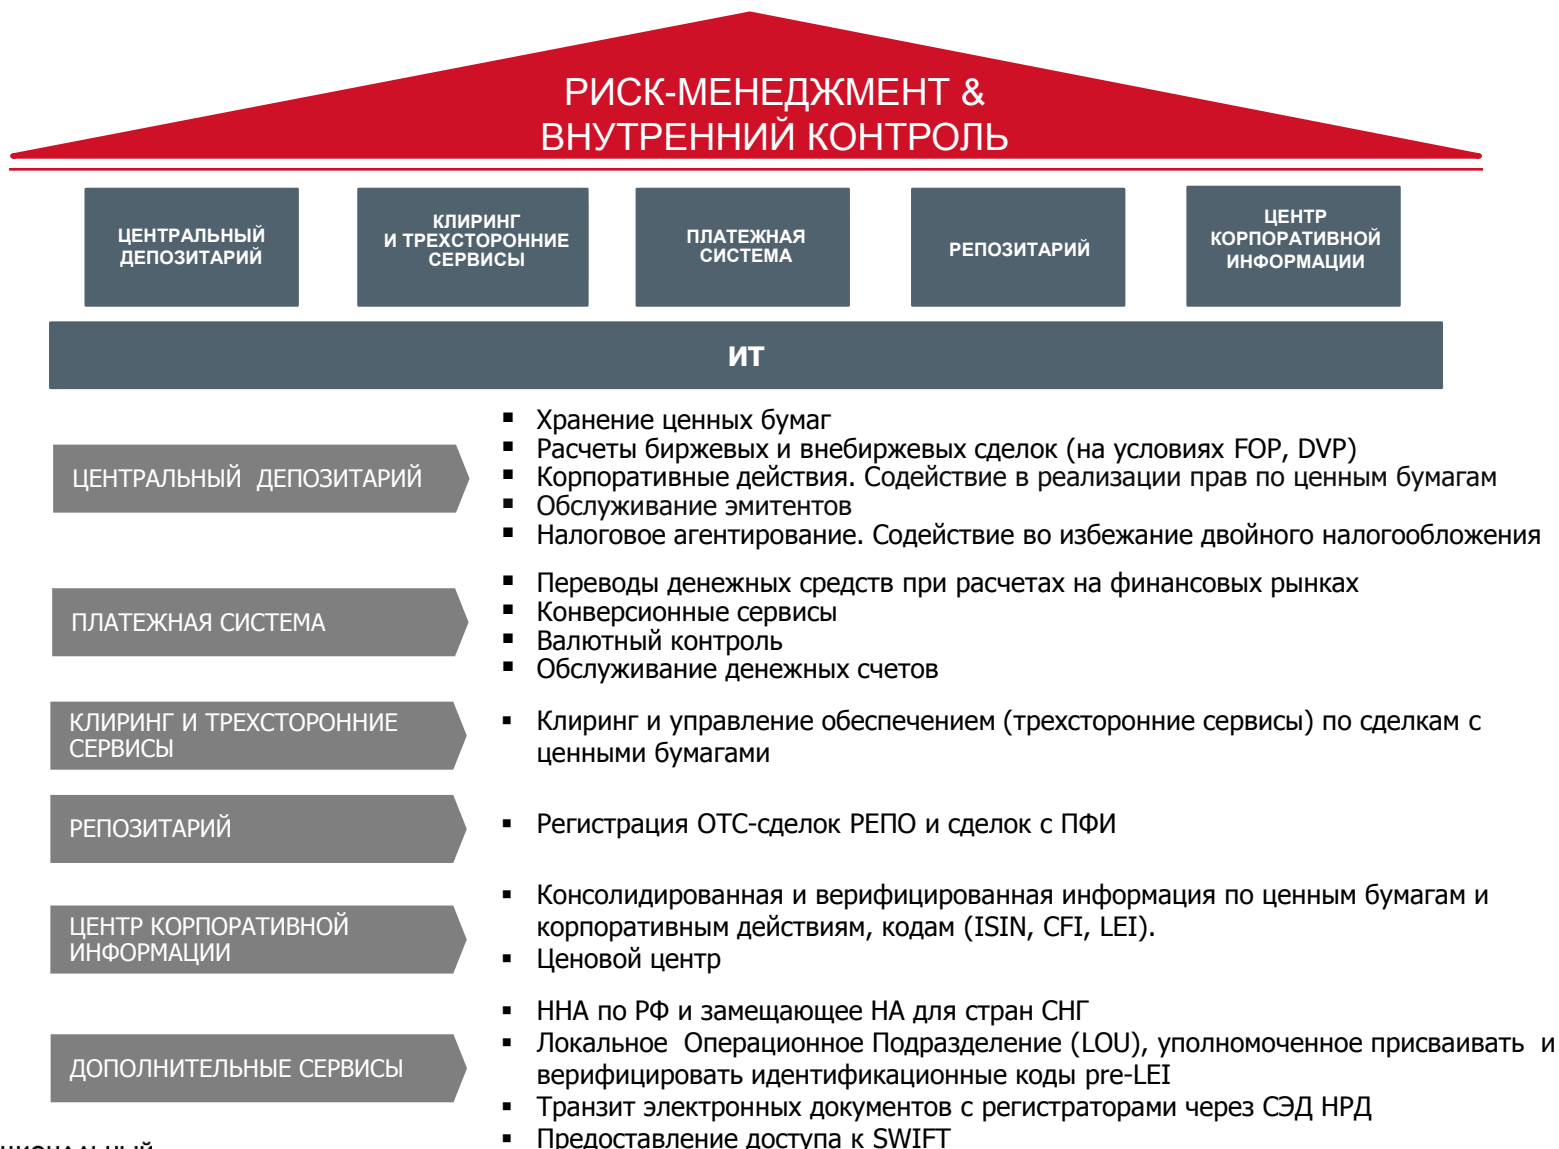 РИСК-МЕНЕДЖМЕНТ &
ВНУТРЕННИЙ КОНТРОЛЬ
ЦЕНТРАЛЬНЫЙ
ДЕПОЗИТАРИЙ
КЛИРИНГ
И ТРЕХСТОРОННИЕ
СЕРВИСЫ
ПЛАТЕЖНАЯ
СИСТЕМА
РЕПОЗИТАРИЙ
ЦЕНТР
КОРПОРАТИВНОЙ
ИНФОРМАЦИИ
ИТ
ЦЕНТРАЛЬНЫЙ ДЕПОЗИТАРИЙ
▪ Хранение ценных бумаг
▪ Расчеты биржевых и внебиржевых сделок (на условиях FOP, DVP)
▪ Корпоративные действия. Содействие в реализации прав по ценным бумагам
▪ Обслуживание эмитентов
▪ Налоговое агентирование. Содействие во избежание двойного налогообложения
ПЛАТЕЖНАЯ СИСТЕМА
▪ Переводы денежных средств при расчетах на финансовых рынках
▪ Конверсионные сервисы
▪ Валютный контроль
▪ Обслуживание денежных счетов
КЛИРИНГ И ТРЕХСТОРОННИЕ
СЕРВИСЫ
▪ Клиринг и управление обеспечением (трехсторонние сервисы) по сделкам с
ценными бумагами
РЕПОЗИТАРИЙ
▪ Регистрация ОТС-сделок РЕПО и сделок с ПФИ
ЦЕНТР КОРПОРАТИВНОЙ
ИНФОРМАЦИИ
▪ Консолидированная и верифицированная информация по ценным бумагам и
корпоративным действиям, кодам (ISIN, CFI, LEI).
▪ Ценовой центр
ДОПОЛНИТЕЛЬНЫЕ СЕРВИСЫ
▪ ННА по РФ и замещающее НА для стран СНГ
▪ Локальное Операционное Подразделение (LOU), уполномоченное присваивать и
верифицировать идентификационные коды pre-LEI
▪ Транзит электронных документов с регистраторами через СЭД НРД
▪ Предоставление доступа к SWIFT